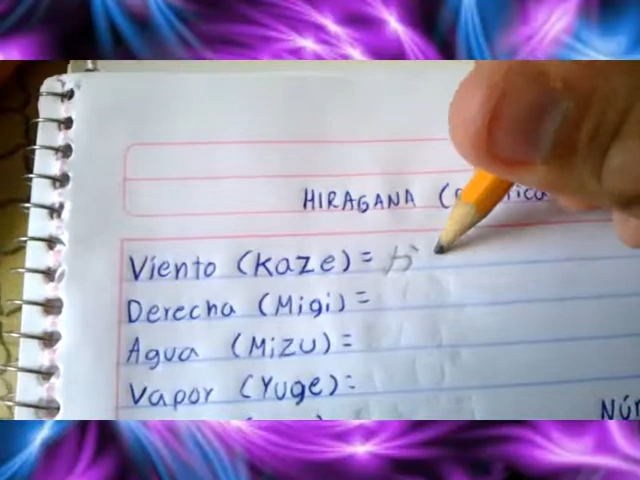 HIRAGANA (
Viento (Kaze) = か
Derecha (Migi) =
Agua (Mizu) =
Vapor (Yuge) =